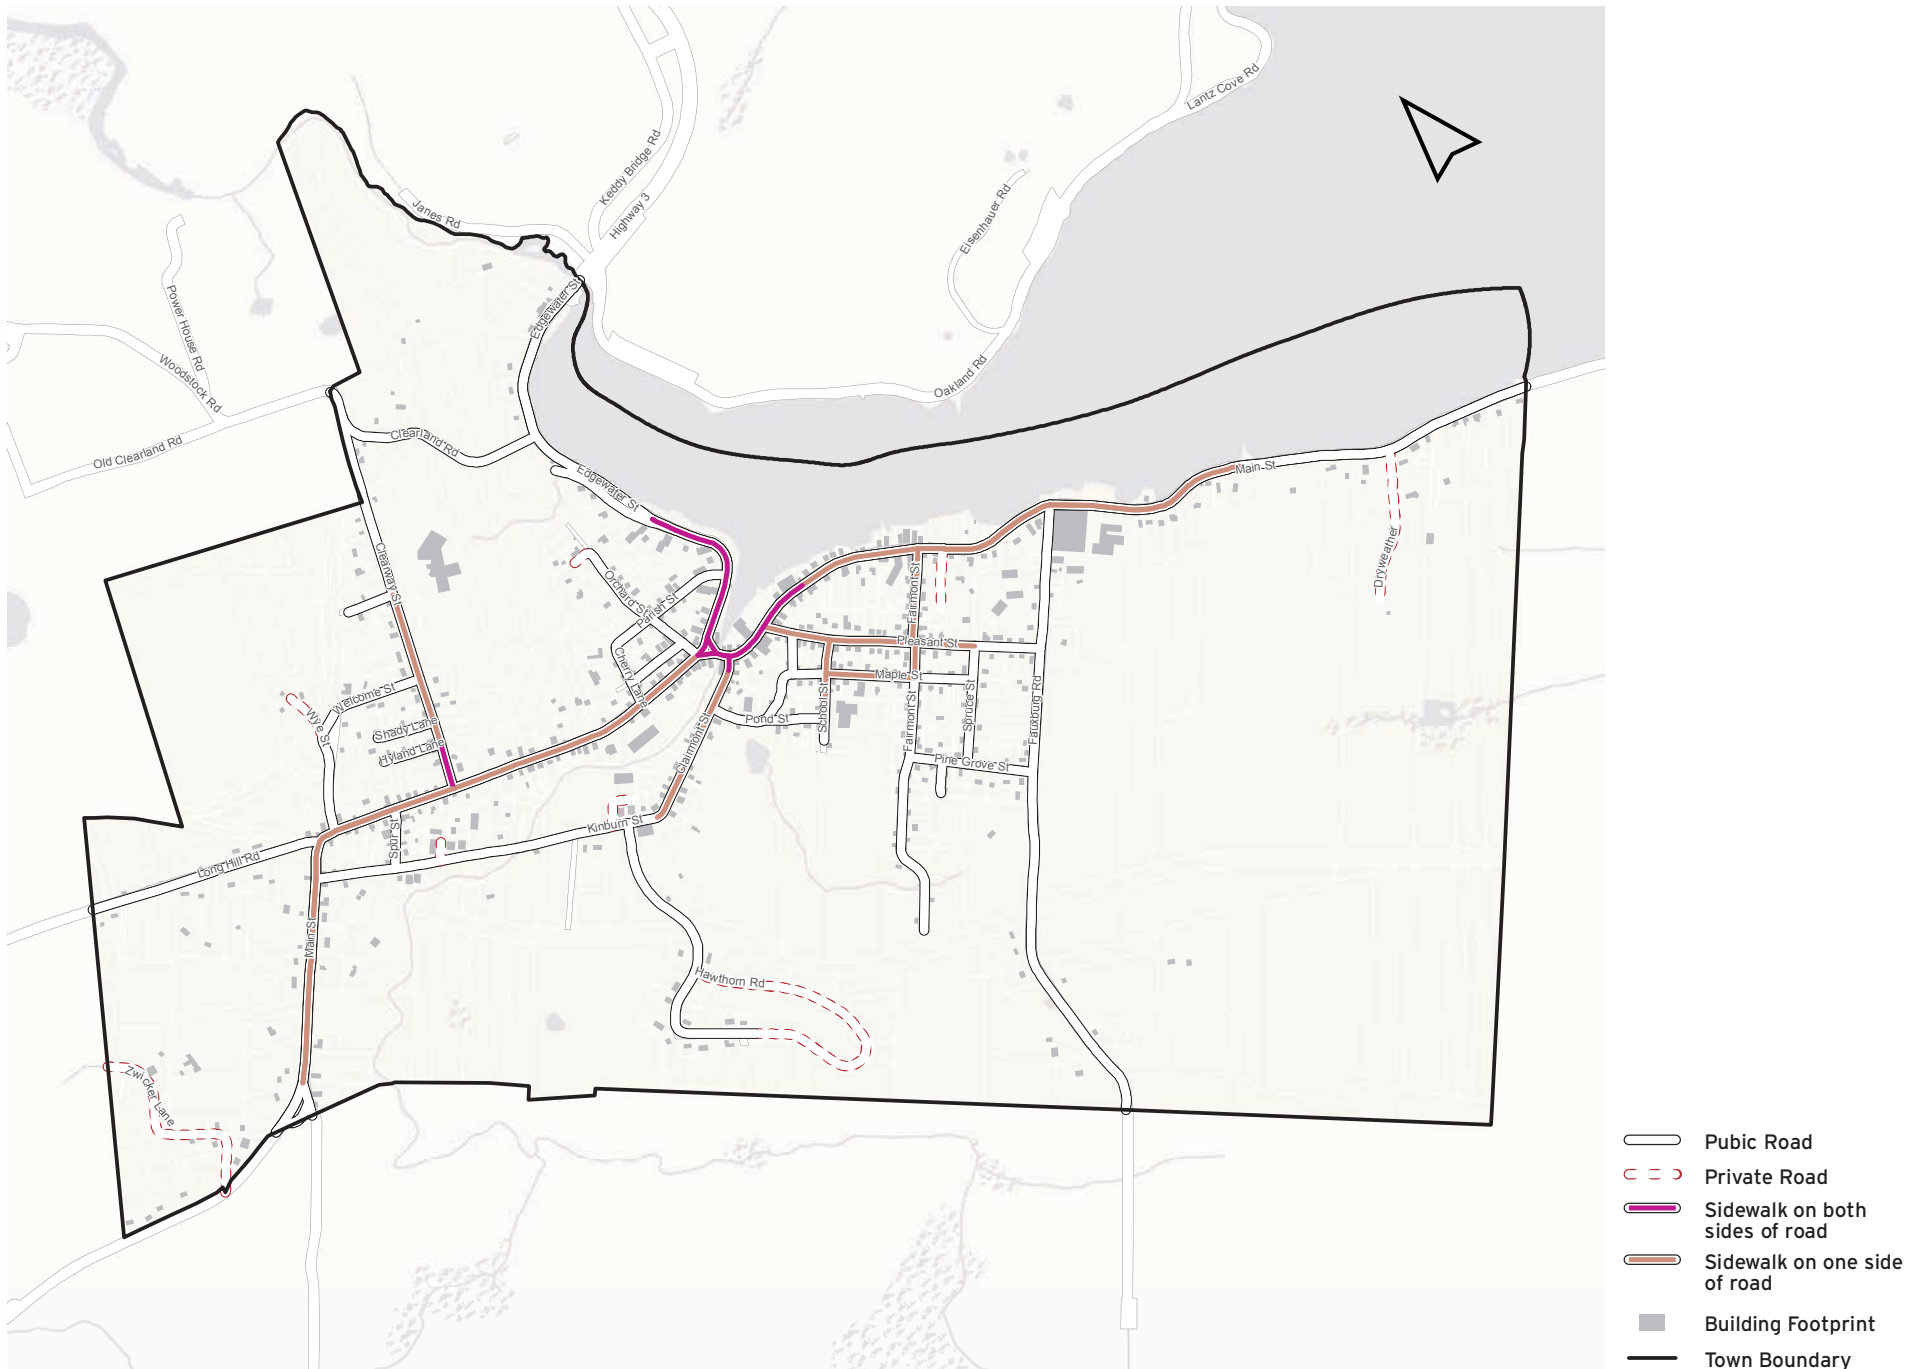 Lantz Cove Rd
Keddy Bridge Rd
Highway 3
Janes Rd
Eisenhauer Rd
Edgewater St
Power House Rd
Woodstock Rd
Oakland Rd
Old Clearland Rd
Clearland Rd
Edgewater St
Main St
Clearway St
Orchard St
Parish St
Fairmont St
Dryweather
Pleasant St
Cherry Lane
Maple St
Welcome St
Wye St
Shady Lane
Hyland Lane
Pond St
School St
Fairmont St
Spruce St
Fauxburg Rd
Clairmont St
Pine Grove St
Kinburn St
Spur St
Long Hill Rd
Main St
Hawthorn Rd
Zwicker Lane
Pubic Road
Private Road
Sidewalk on both
sides of road
Sidewalk on one side
of road
Building Footprint
Town Boundary